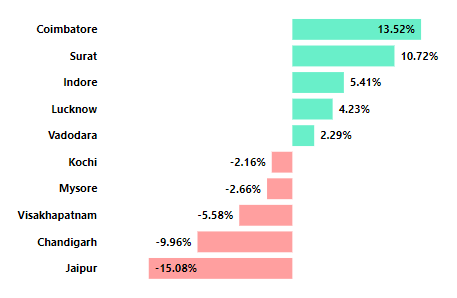 Coimbatore 13.52%
Surat 10.72%
Indore 5.41%
Lucknow 4.23%
Vadodara 2.29%
Kochi -2.16%
Mysore -2.66%
Visakhapatnam -5.58%
Chandigarh -9.96%
Jaipur -15.08%